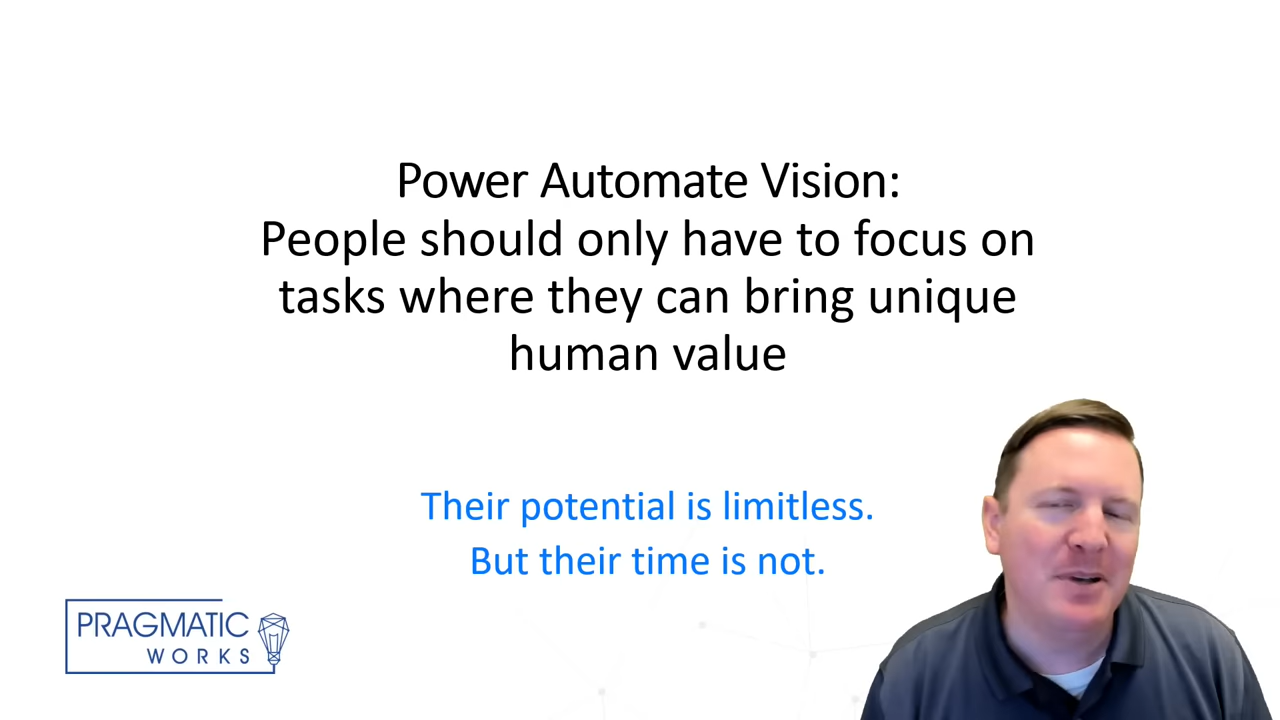 Power Automate Vision:
People should only have to focus on
tasks where they can bring unique
human value
Their potential is limitless.
But their time is not.
PRAGMATIC
WORKS